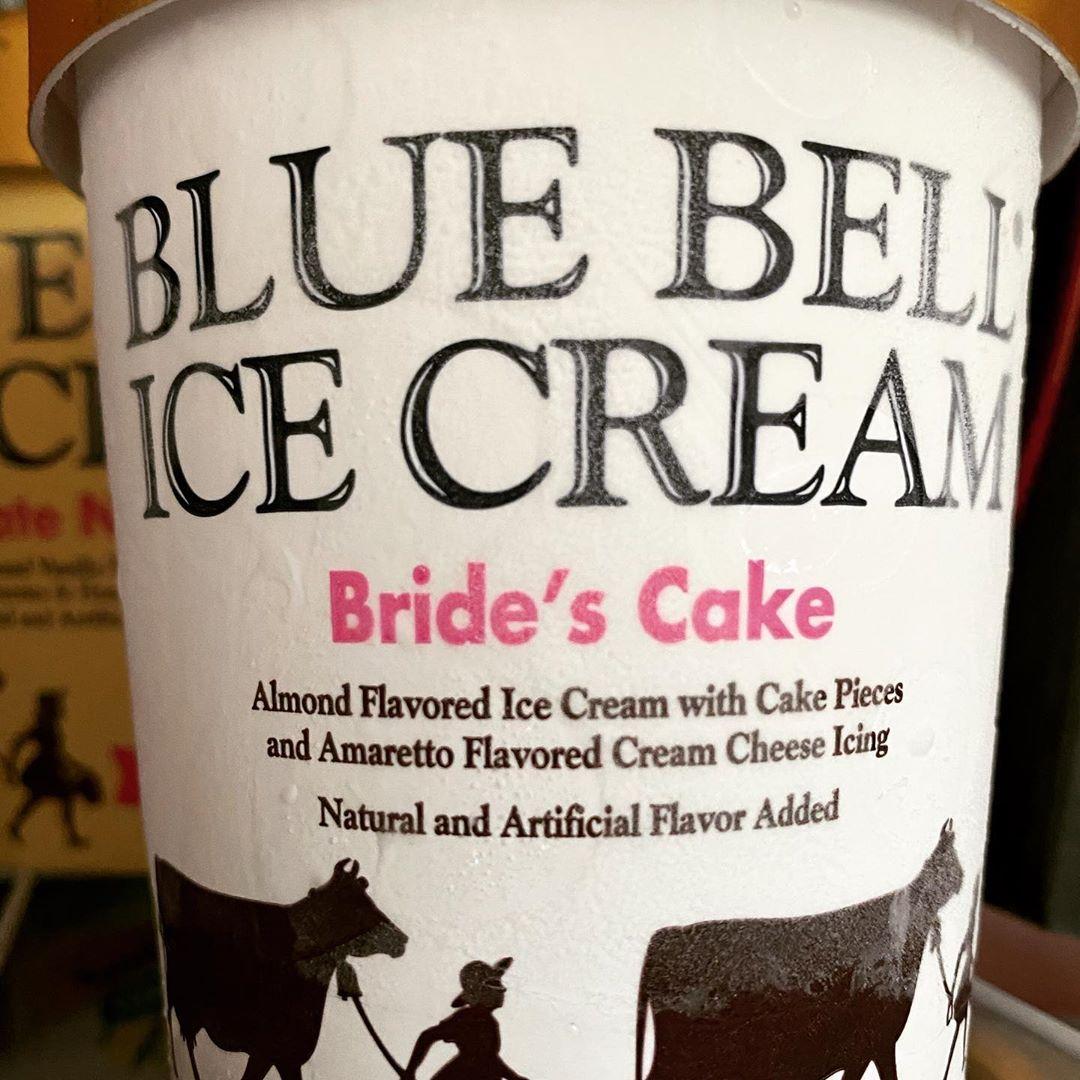 BLUE BELL
ICE CREAM
Bride's Cake
Almond Flavored Ice Cream with Cake Pieces
and Amaretto Flavored Cream Cheese Icing
Natural and Artificial Flavor Added